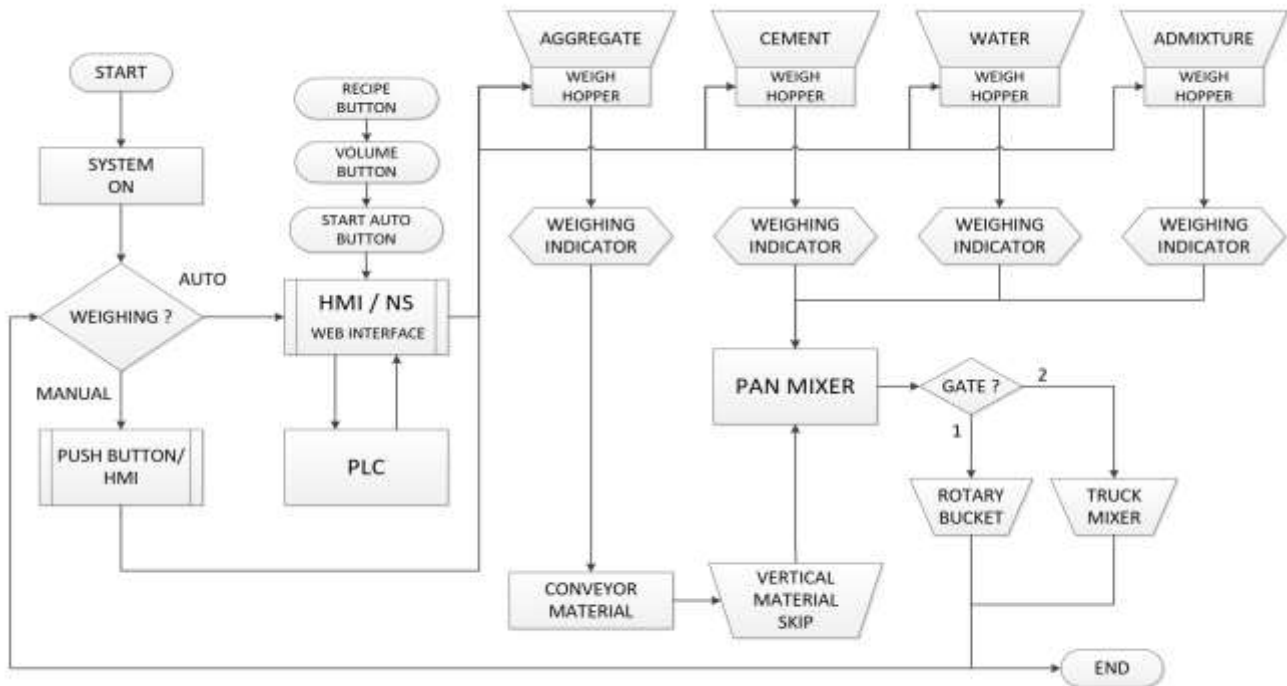 START
SYSTEM
ON
WEIGHING ?
AUTO
MANUAL
PUSH BUTTON/
HMI
RECIPE
BUTTON
VOLUME
BUTTON
START AUTO
BUTTON
HMI / NS
WEB INTERFACE
PLC
AGGREGATE
WEIGH
HOPPER
CEMENT
WEIGH
HOPPER
WATER
WEIGH
HOPPER
ADMIXTURE
WEIGH
HOPPER
WEIGHING
INDICATOR
WEIGHING
INDICATOR
WEIGHING
INDICATOR
WEIGHING
INDICATOR
PAN MIXER
GATE ?
2
1
ROTARY
BUCKET
TRUCK
MIXER
CONVEYOR
MATERIAL
VERTICAL
MATERIAL
SKIP
END